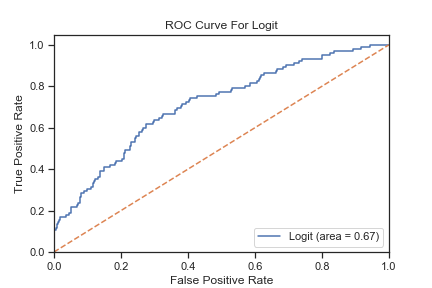 ROC Curve For Logit
True Positive Rate
1.0
0.8
0.6
0.4
0.2
0.0
Logit (area = 0.67)
0.0 0.2 0.4 0.6 0.8 1.0
False Positive Rate